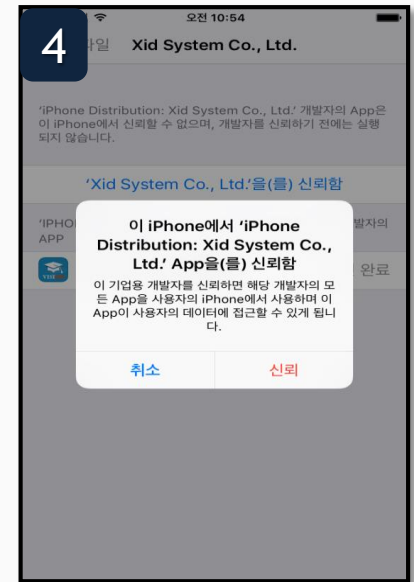 오전 10:54
4
일 Xid System Co., Ltd.
'iPhone Distribution: Xid System Co., Ltd.' 개발자의 App은
이 iPhone에서 신뢰할 수 없으며, 개발자를 신뢰하기 전에는 실행
되지 않습니다.
'Xid System Co., Ltd.'을(를) 신뢰함
'IPHO
발자의
APP
완료
이 iPhone에서 'iPhone
Distribution: Xid System Co.,
Ltd.' App을(를) 신뢰함
이 기업용 개발자를 신뢰하면 해당 개발자의 모
든 App을 사용자의 iPhone에서 사용하며 이
App이 사용자의 데이터에 접근할 수 있게 됩니
다.
취소 신뢰